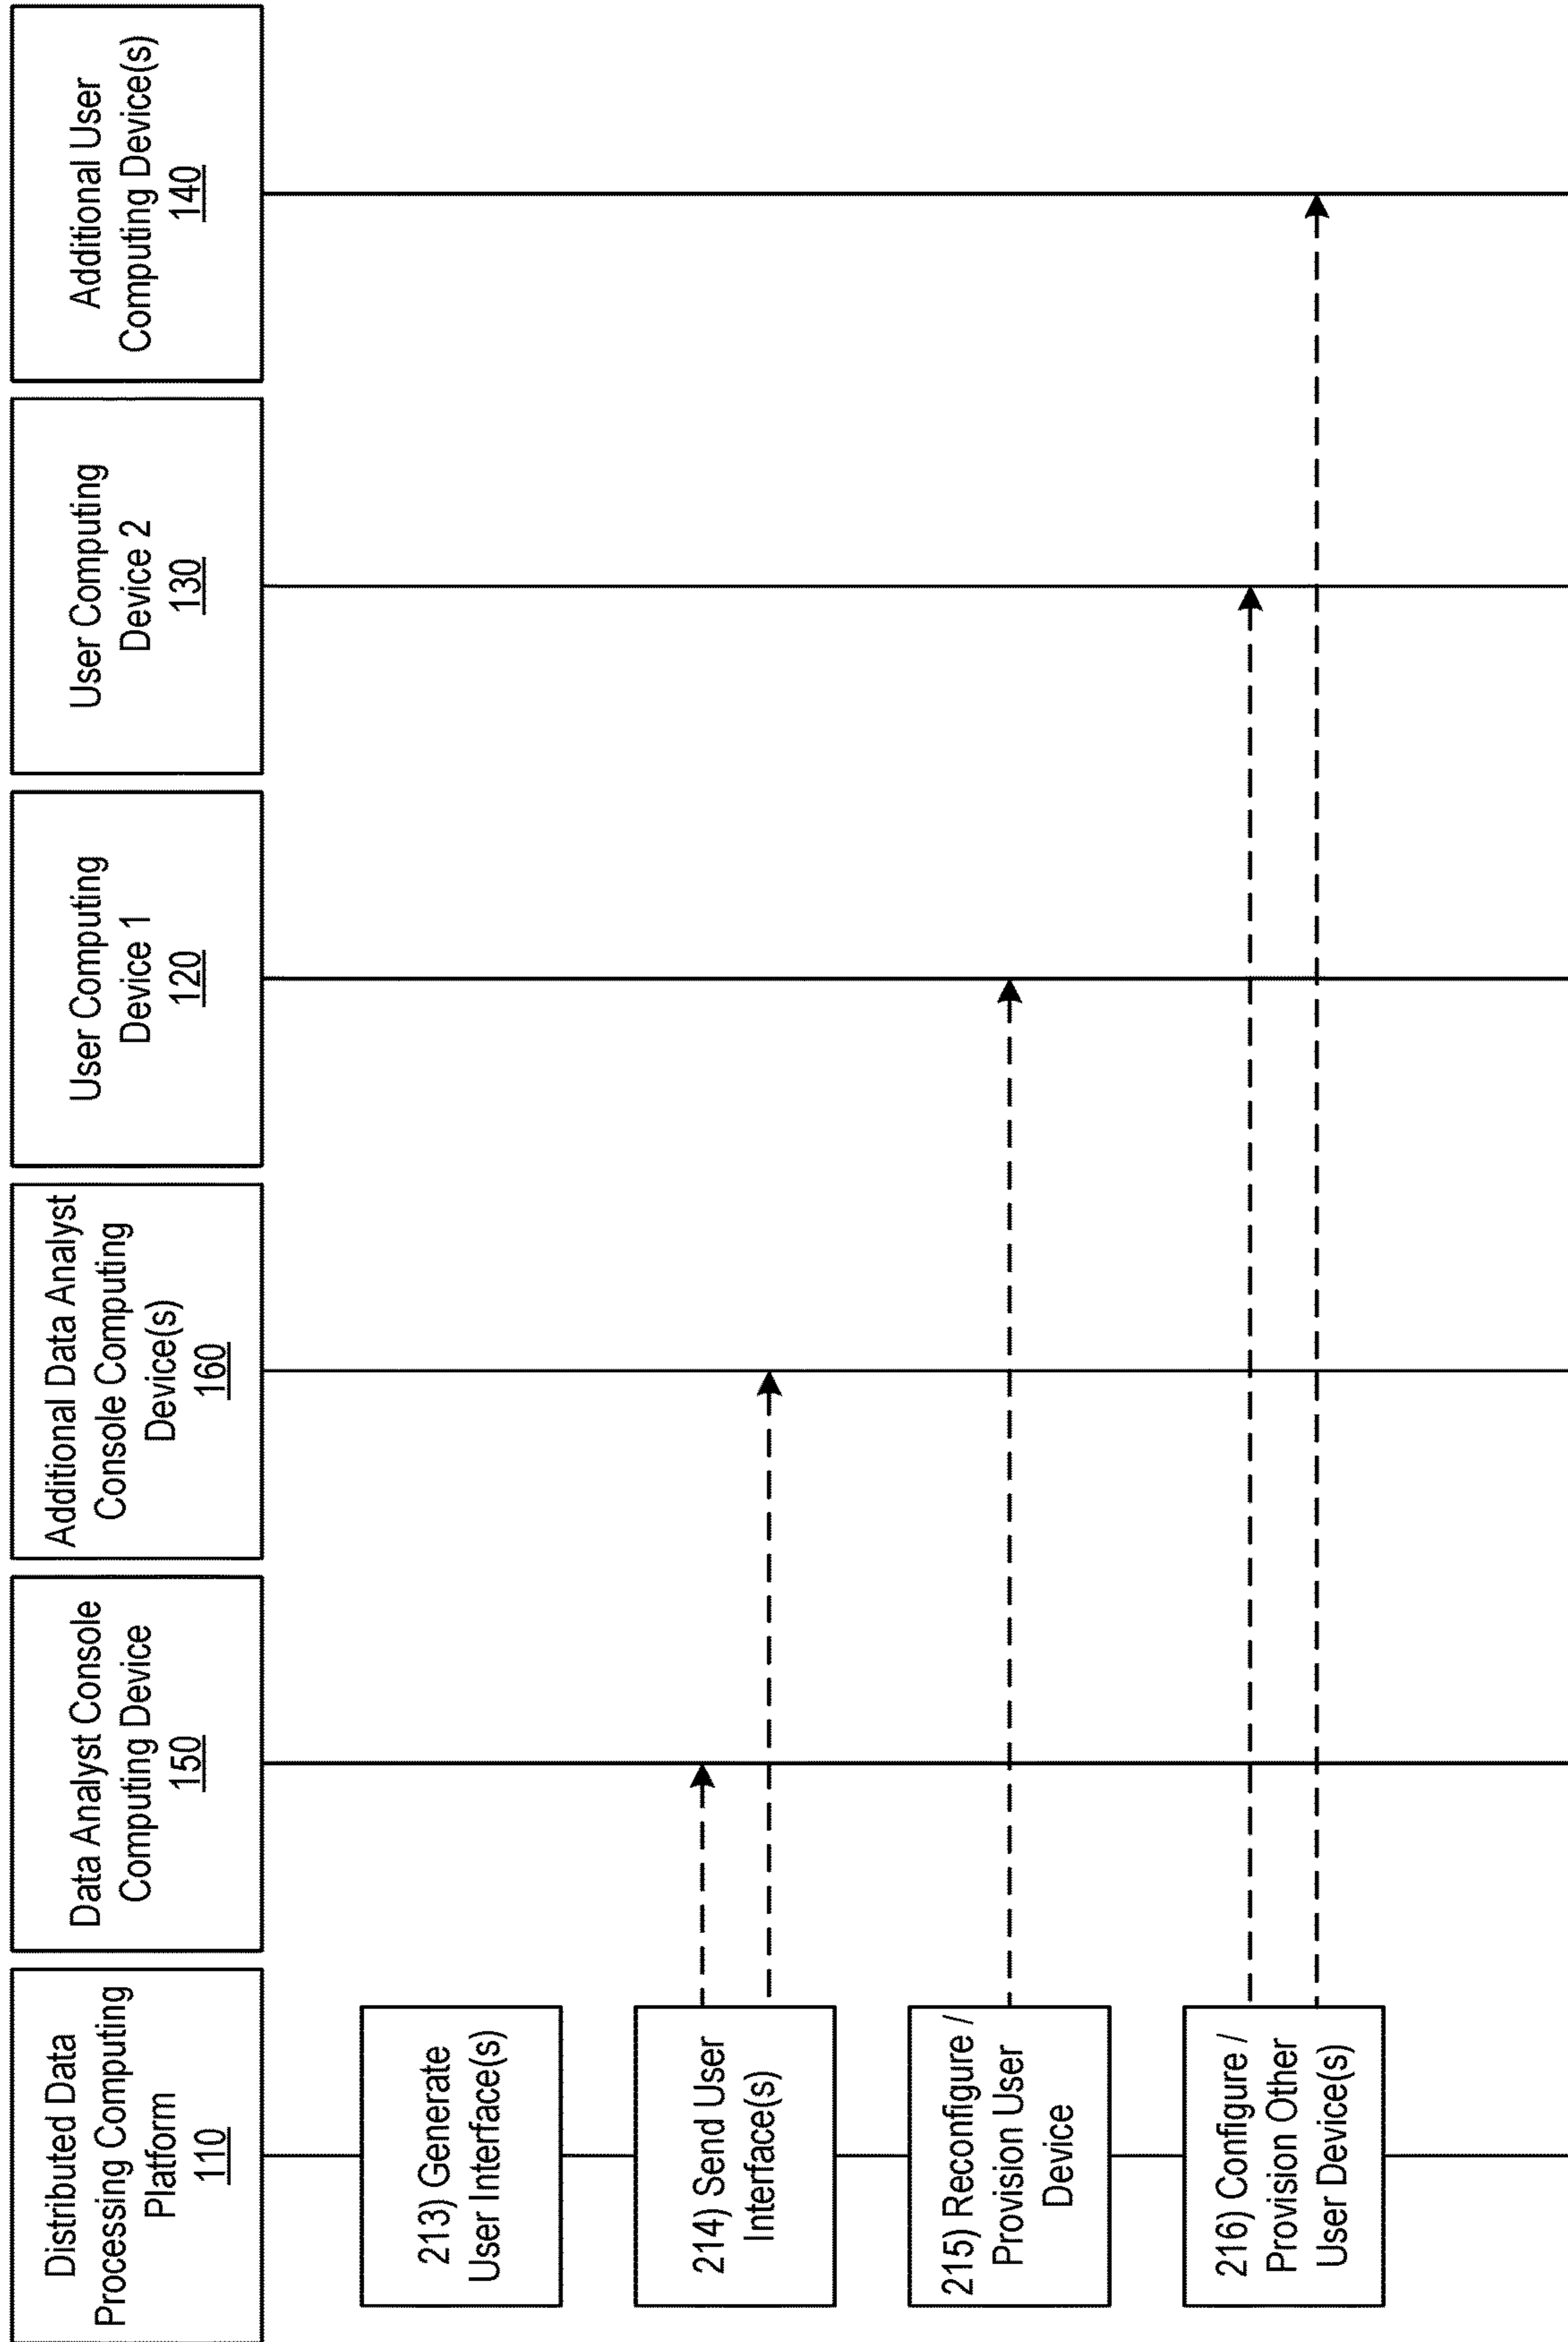 Distributed Data
Processing Computing
Platform
110
Data Analyst Console
Computing Device
150
Additional Data Analyst
Console Computing
Device(s)
160
User Computing
Device 1
120
User Computing
Device 2
130
Additional User
Computing Device(s)
140
213) Generate
User Interface(s)
214) Send User
Interface(s)
215) Reconfigure /
Provision User
Device
216) Configure /
Provision Other
User Device(s)